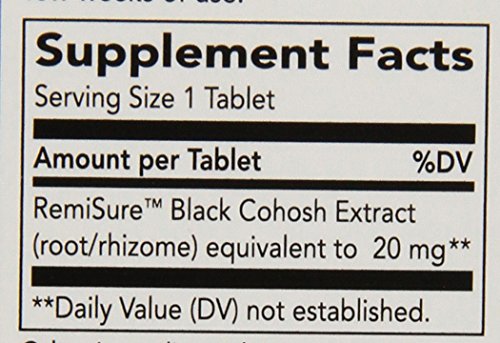 Supplement Facts
Serving Size 1 Tablet
Amount per Tablet %DV
RemiSure™ Black Cohosh Extract
(root/rhizome) equivalent to 20 mg**
**Daily Value (DV) not established.